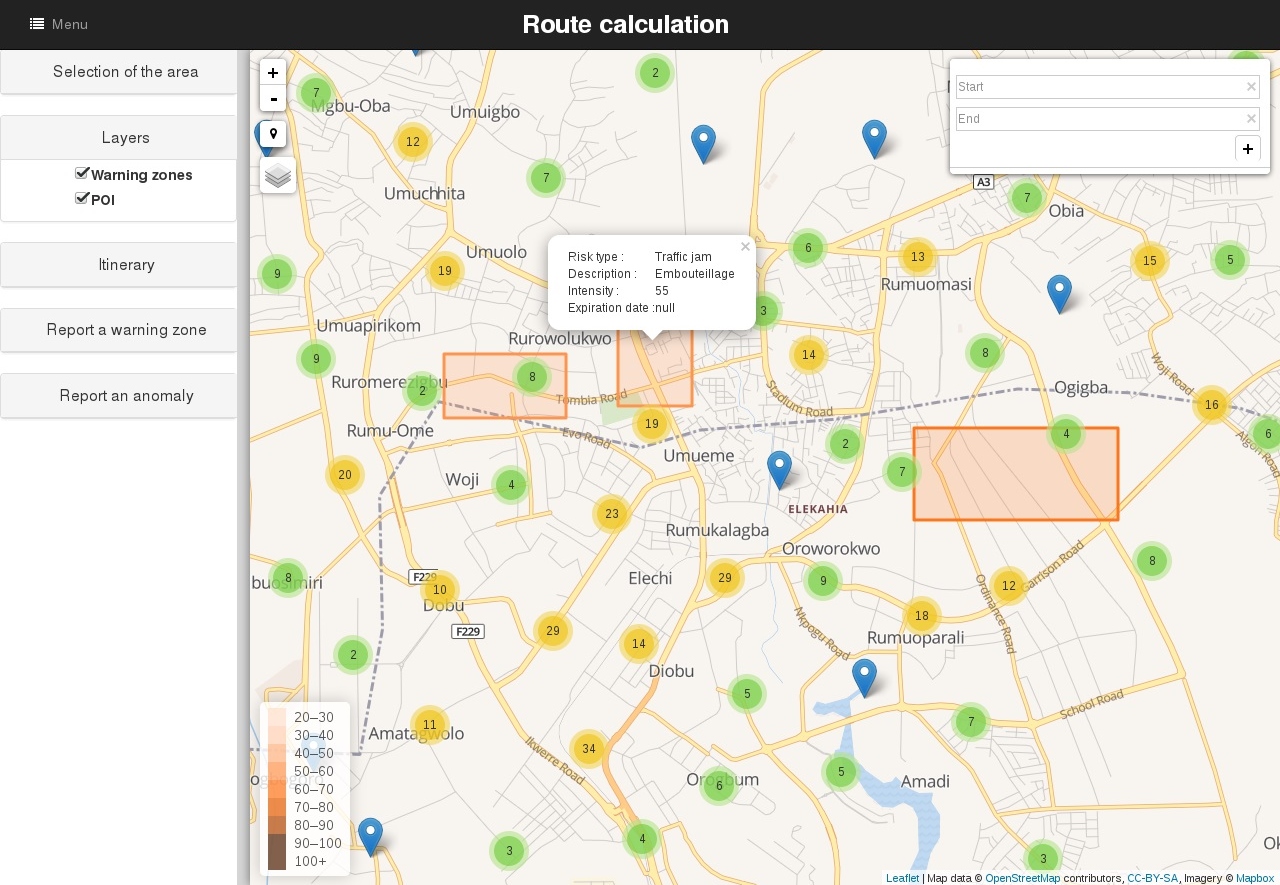 Menu
Route calculation
Selection of the area
Layers
Warning zones
POI
Itinerary
Report a warning zone
Report an anomaly
+
-
Start ×
End ×
+
2
7
Mgbu-Oba
Umuigbo
12
7
Umuchhita
A3
7
Obia
9
19
Umuolo
6
13
15
5
Rumuomasi
Risk type : Traffic jam
Description : Embouteillage
Intensity : 55
Expiration date :null
×
3
Umuapirikom
Rurowolukwo
9
14
8
Woji Road
Ruromerezigbu
2
8
Tombia Road
Stadium Road
Ogigba
16
Rumu-Ome
Evo Road
19
2
4
6
Algon Road
Umueme
20
Woji
4
7
ELEKAHIA
23
Rumukalagba
Oroworokwo
8
F229
10
Dobu
Elechi
29
9
12
Garrison Road
8
Ordinance Road
F229
29
14
Nkpogu Road
18
Rumuoparali
2
Diobu
5
School Road
7
11
Amatagwolo
Ikwerre Road
34
Orogbum
6
5
Amadi
20–30
30–40
40–50
50–60
60–70
70–80
80–90
90–100
100+
3
4
3
Leaflet | Map data © OpenStreetMap contributors, CC-BY-SA, Imagery © Mapbox